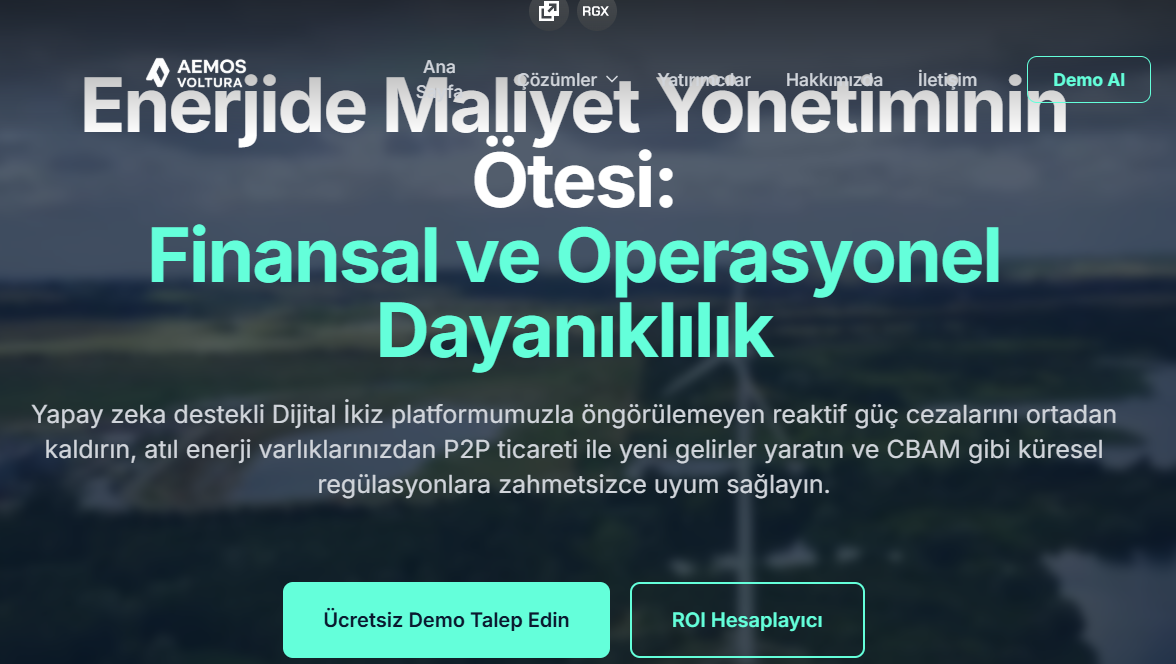 RGX
AEMOS
VOLTURA
Ana
Sayfa
Çözümler
Yatırımcılar
Hakkımızda
İletişim
Demo Al
Enerjide Maliyet Yönetiminin
Ötesi:
Finansal ve Operasyonel
Dayanıklılık
Yapay zeka destekli Dijital İkiz platformumuzla öngörülemeyen reaktif güç cezalarını ortadan
kaldırın, atıl enerji varlıklarınızdan P2P ticareti ile yeni gelirler yaratın ve CBAM gibi küresel
regülasyonlara zahmetsizce uyum sağlayın.
Ücretsiz Demo Talep Edin
ROI Hesaplayıcı